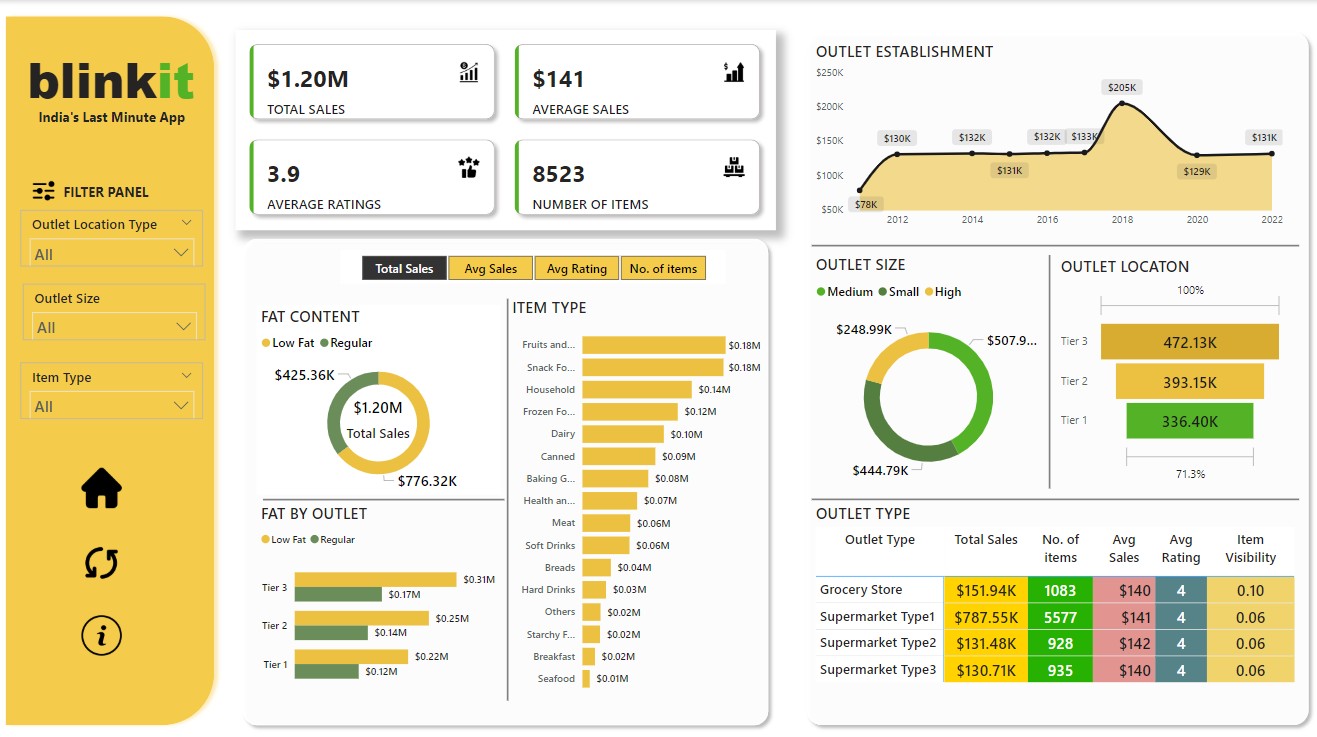 blinkit
India's Last Minute App
FILTER PANEL
Outlet Location Type
All
Outlet Size
All
Item Type
All
$1.20M
TOTAL SALES
$141
AVERAGE SALES
3.9
AVERAGE RATINGS
8523
NUMBER OF ITEMS
Total Sales Avg Sales Avg Rating No. of items
FAT CONTENT
Low Fat Regular
$425.36K
$1.20M
Total Sales
$776.32K
FAT BY OUTLET
Low Fat Regular
Tier 3 $0.31M
$0.17M
Tier 2 $0.25M
$0.14M
Tier 1 $0.22M
$0.12M
ITEM TYPE
Fruits and... $0.18M
Snack Fo... $0.18M
Household $0.14M
Frozen Fo... $0.12M
Dairy $0.10M
Canned $0.09M
Baking G... $0.08M
Health an... $0.07M
Meat $0.06M
Soft Drinks $0.06M
Breads $0.04M
Hard Drinks $0.03M
Others $0.02M
Starchy F... $0.02M
Breakfast $0.02M
Seafood $0.01M
OUTLET ESTABLISHMENT
$250K
$200K
$150K
$100K
$50K
$78K $130K $132K $131K $132K $133K $205K $129K $131K
2012 2014 2016 2018 2020 2022
OUTLET SIZE
Medium Small High
$248.99K
$507.9...
$444.79K
OUTLET LOCATON
100%
Tier 3 472.13K
Tier 2 393.15K
Tier 1 336.40K
71.3%
OUTLET TYPE
Outlet Type Total Sales No. of items Avg Sales Avg Rating Item Visibility
Grocery Store $151.94K 1083 $140 4 0.10
Supermarket Type1 $787.55K 5577 $141 4 0.06
Supermarket Type2 $131.48K 928 $142 4 0.06
Supermarket Type3 $130.71K 935 $140 4 0.06